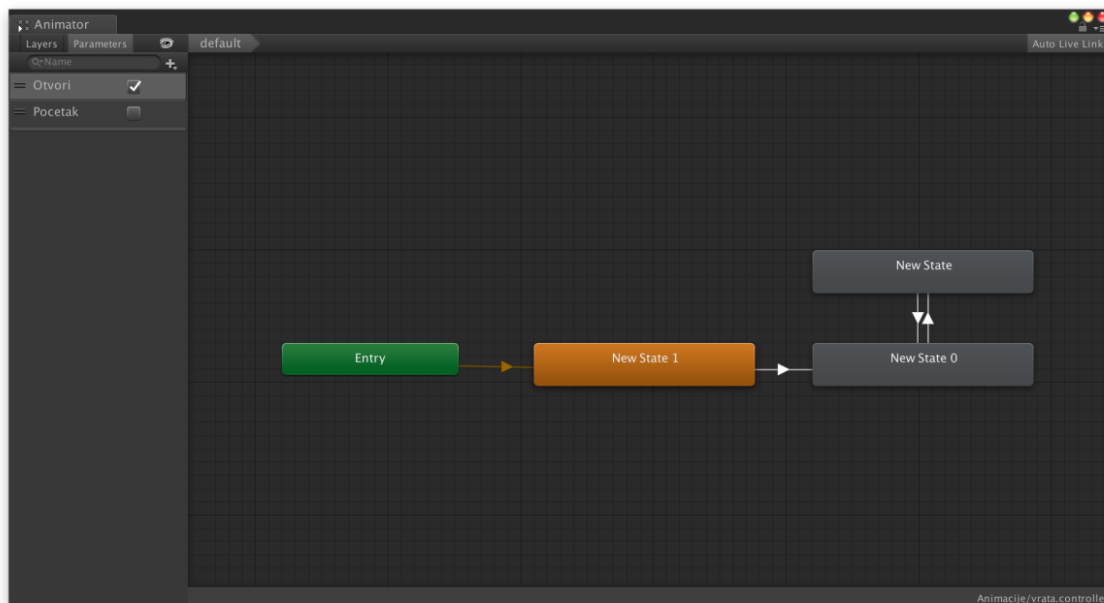 Animator
Layers Parameters
default
Auto Live Link
Name
Otvori
Pocetak
New State
Entry
New State 1
New State 0
Animacije/vrata.controlle